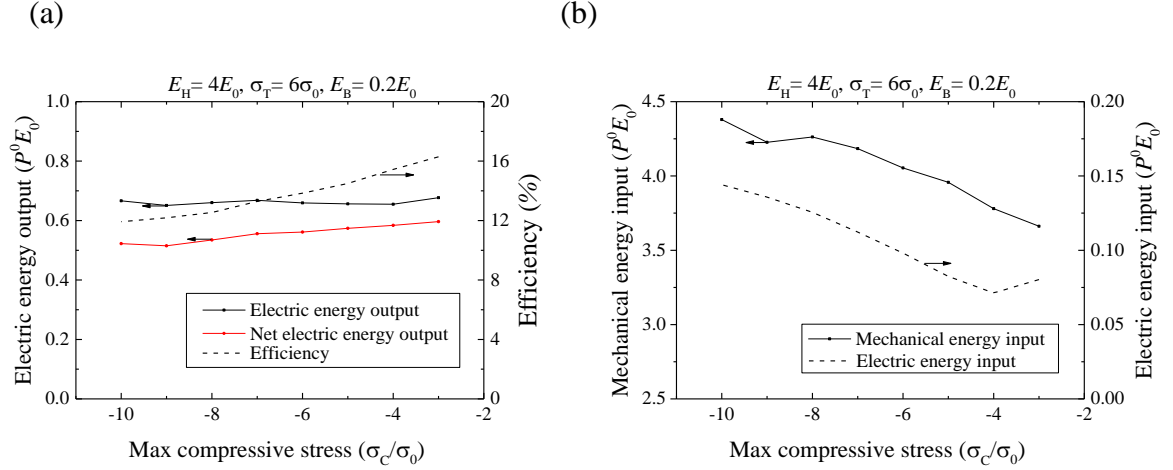 (a)
E_H= 4E_0, σ_T= 6σ_0, E_B= 0.2E_0
Electric energy output (P^0E_0)
1.0
0.8
0.6
0.4
0.2
0.0
20
16
12
8
4
0
Efficiency (%)
Electric energy output
Net electric energy output
Efficiency
-10
-8
-6
-4
-2
Max compressive stress (σ_C/σ_0)
(b)
E_H= 4E_0, σ_T= 6σ_0, E_B= 0.2E_0
Mechanical energy input (P^0E_0)
4.5
4.0
3.5
3.0
2.5
0.20
0.15
0.10
0.05
0.00
Electric energy input (P^0E_0)
Mechanical energy input
Electric energy input
-10
-8
-6
-4
-2
Max compressive stress (σ_C/σ_0)